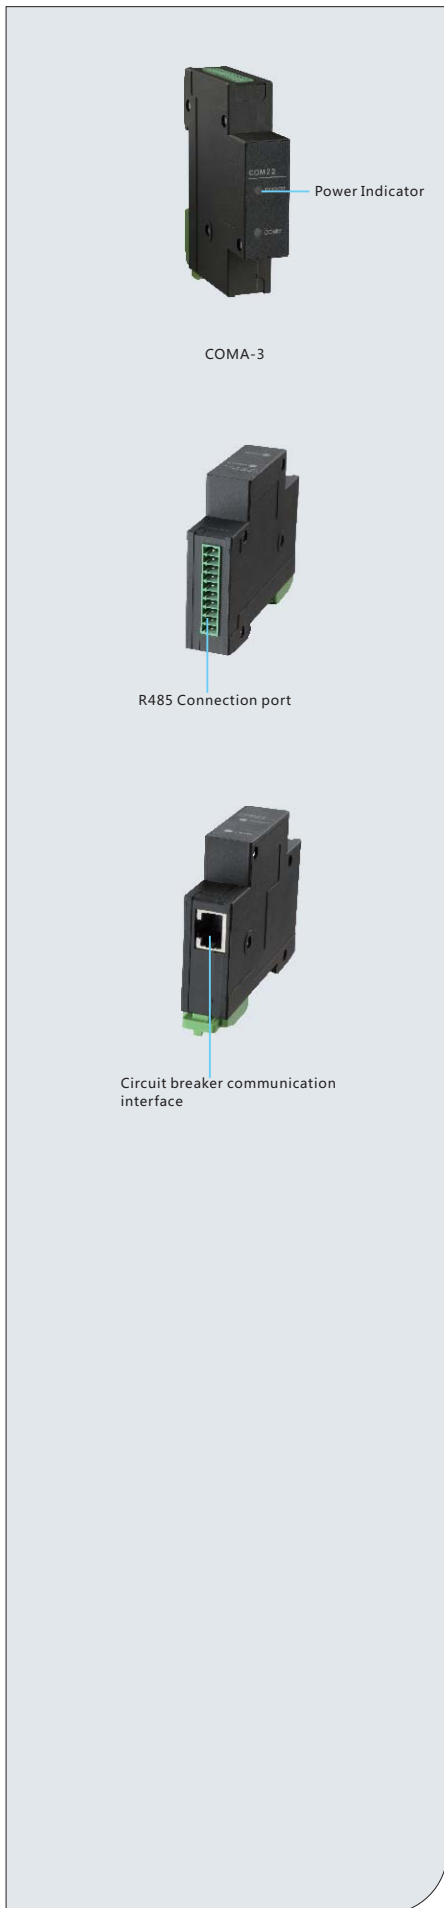 COM22
Power Indicator
COMA-3
R485 Connection port
Circuit breaker communication
interface